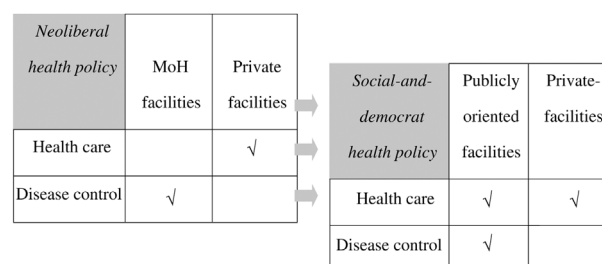 Neoliberal
health policy
MoH
facilities
Private
facilities
Health care
√
Disease control
√
Social-and-
democrat
health policy
Publicly
oriented
facilities
Private-
facilities
Health care
√
√
Disease control
√